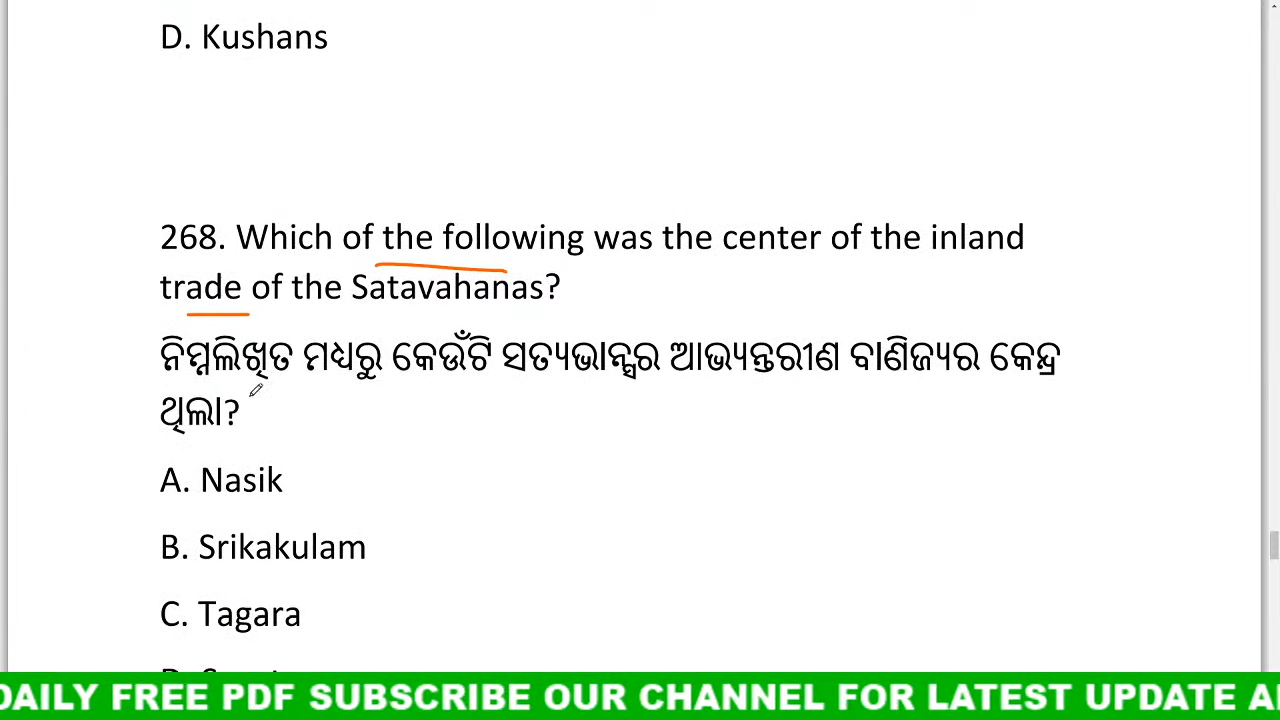 D. Kushans
268. Which of the following was the center of the inland
trade of the Satavahanas?
ନିମ୍ନଲିଖିତ ମଧ୍ୟରୁ କେଉଁଟି ସତ୍ୟଭାନ୍ସର ଆଭ୍ୟନ୍ତରୀଣ ବାଣିଜ୍ୟର କେନ୍ଦ୍ର
ଥିଲା?
A. Nasik
B. Srikakulam
C. Tagara
DAILY FREE PDF SUBSCRIBE OUR CHANNEL FOR LATEST UPDATE